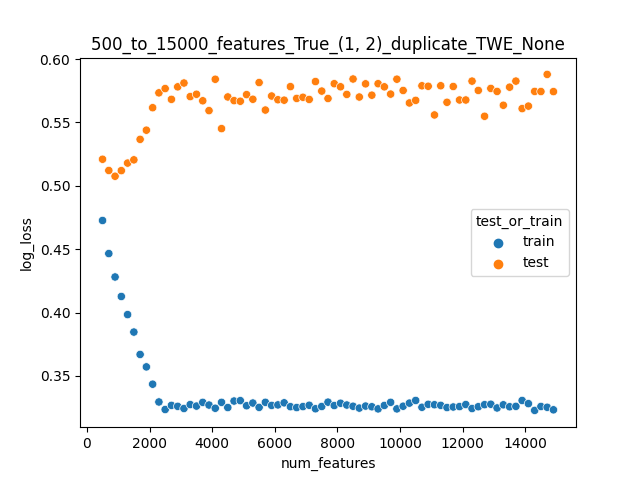 500_to_15000_features_True_(1, 2)_duplicate_TWE_None
0.60
0.55
0.50
0.45
0.40
0.35
log_loss
test_or_train
train
test
0 2000 4000 6000 8000 10000 12000 14000
num_features